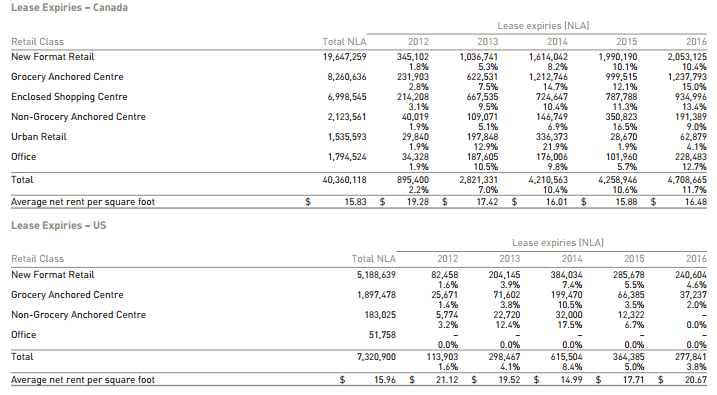 Lease Expiries – Canada
Lease expiries (NLA)
Retail Class Total NLA 2012 2013 2014 2015 2016
New Format Retail 19,647,259 345,102 1,036,741 1,614,042 1,990,190 2,053,125
1.8% 5.3% 8.2% 10.1% 10.4%
Grocery Anchored Centre 8,260,636 231,903 622,531 1,212,746 999,515 1,237,793
2.8% 7.5% 14.7% 12.1% 15.0%
Enclosed Shopping Centre 6,998,545 214,208 667,535 724,647 787,788 934,996
3.1% 9.5% 10.4% 11.3% 13.4%
Non-Grocery Anchored Centre 2,123,561 40,019 109,071 146,749 350,823 191,389
1.9% 5.1% 6.9% 16.5% 9.0%
Urban Retail 1,535,593 29,840 197,848 336,373 28,670 62,879
1.9% 12.9% 21.9% 1.9% 4.1%
Office 1,794,524 34,328 187,605 176,006 101,960 228,483
1.9% 10.5% 9.8% 5.7% 12.7%
Total 40,360,118 895,400 2,821,331 4,210,563 4,258,946 4,708,665
2.2% 7.0% 10.4% 10.6% 11.7%
Average net rent per square foot $ 15.83 $ 19.28 $ 17.42 $ 16.01 $ 15.88 $ 16.48
Lease Expiries – US
Lease expiries (NLA)
Retail Class Total NLA 2012 2013 2014 2015 2016
New Format Retail 5,188,639 82,458 204,145 384,034 285,678 240,604
1.6% 3.9% 7.4% 5.5% 4.6%
Grocery Anchored Centre 1,897,478 25,671 71,602 199,470 66,385 37,237
1.4% 3.8% 10.5% 3.5% 2.0%
Non-Grocery Anchored Centre 183,025 5,774 22,720 32,000 12,322 –
3.2% 12.4% 17.5% 6.7% 0.0%
Office 51,758 – – – – –
0.0% 0.0% 0.0% 0.0% 0.0%
Total 7,320,900 113,903 298,467 615,504 364,385 277,841
1.6% 4.1% 8.4% 5.0% 3.8%
Average net rent per square foot $ 15.96 $ 21.12 $ 19.52 $ 14.99 $ 17.71 $ 20.67